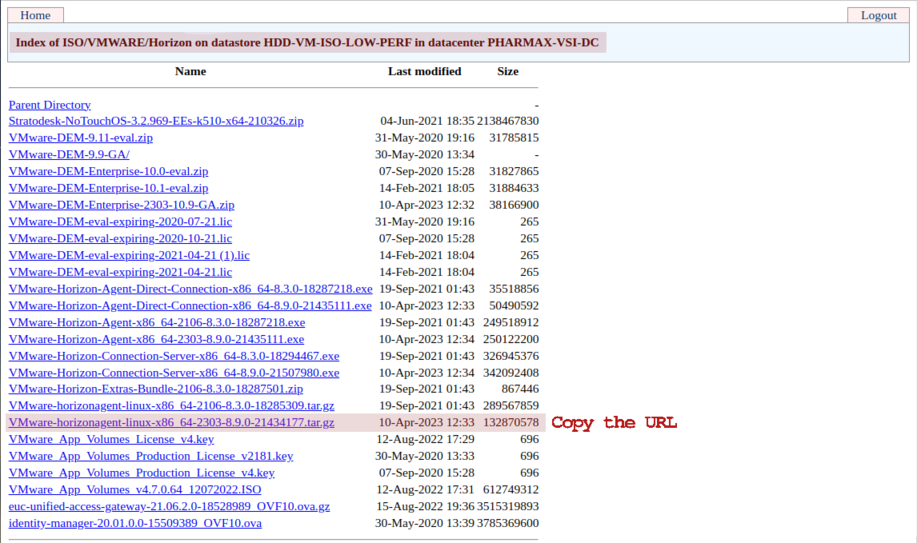 Home Logout
Index of ISO/VMWARE/Horizon on datastore HDD-VM-ISO-LOW-PERF in datacenter PHARMAX-VSI-DC
Name Last modified Size
Parent Directory -
Stratodesk-NoTouchOS-3.2.969-EEs-k510-x64-210326.zip 04-Jun-2021 18:35 2138467830
VMware-DEM-9.11-eval.zip 31-May-2020 19:16 31785815
VMware-DEM-9.9-GA/ 30-May-2020 13:34 -
VMware-DEM-Enterprise-10.0-eval.zip 07-Sep-2020 15:28 31827865
VMware-DEM-Enterprise-10.1-eval.zip 14-Feb-2021 18:05 31884633
VMware-DEM-Enterprise-2303-10.9-GA.zip 10-Apr-2023 12:32 38166900
VMware-DEM-eval-expiring-2020-07-21.lic 31-May-2020 19:16 265
VMware-DEM-eval-expiring-2020-10-21.lic 07-Sep-2020 15:28 265
VMware-DEM-eval-expiring-2021-04-21 (1).lic 14-Feb-2021 18:04 265
VMware-DEM-eval-expiring-2021-04-21.lic 14-Feb-2021 18:04 265
VMware-Horizon-Agent-Direct-Connection-x86_64-8.3.0-18287218.exe 19-Sep-2021 01:43 35518856
VMware-Horizon-Agent-Direct-Connection-x86_64-8.9.0-21435111.exe 10-Apr-2023 12:33 50490592
VMware-Horizon-Agent-x86_64-2106-8.3.0-18287218.exe 19-Sep-2021 01:43 249518912
VMware-Horizon-Agent-x86_64-2303-8.9.0-21435111.exe 10-Apr-2023 12:34 250122200
VMware-Horizon-Connection-Server-x86_64-8.3.0-18294467.exe 19-Sep-2021 01:43 326945376
VMware-Horizon-Connection-Server-x86_64-8.9.0-21507980.exe 10-Apr-2023 12:34 342092408
VMware-Horizon-Extras-Bundle-2106-8.3.0-18287501.zip 19-Sep-2021 01:43 867446
VMware-horizonagent-linux-x86_64-2106-8.3.0-18285309.tar.gz 19-Sep-2021 01:43 289567859
VMware-horizonagent-linux-x86_64-2303-8.9.0-21434177.tar.gz 10-Apr-2023 12:33 132870578 Copy the URL
VMware_App_Volumes_License_v4.key 12-Aug-2022 17:29 696
VMware_App_Volumes_Production_License_v2181.key 30-May-2020 13:33 696
VMware_App_Volumes_Production_License_v4.key 07-Sep-2020 15:28 696
VMware_App_Volumes_v4.7.0.64_12072022.ISO 12-Aug-2022 17:31 612749312
euc-unified-access-gateway-21.06.2.0-18528989_OVF10.ova.gz 15-Aug-2022 19:36 3515319893
identity-manager-20.01.0.0-15509389_OVF10.ova 30-May-2020 13:39 3785369600